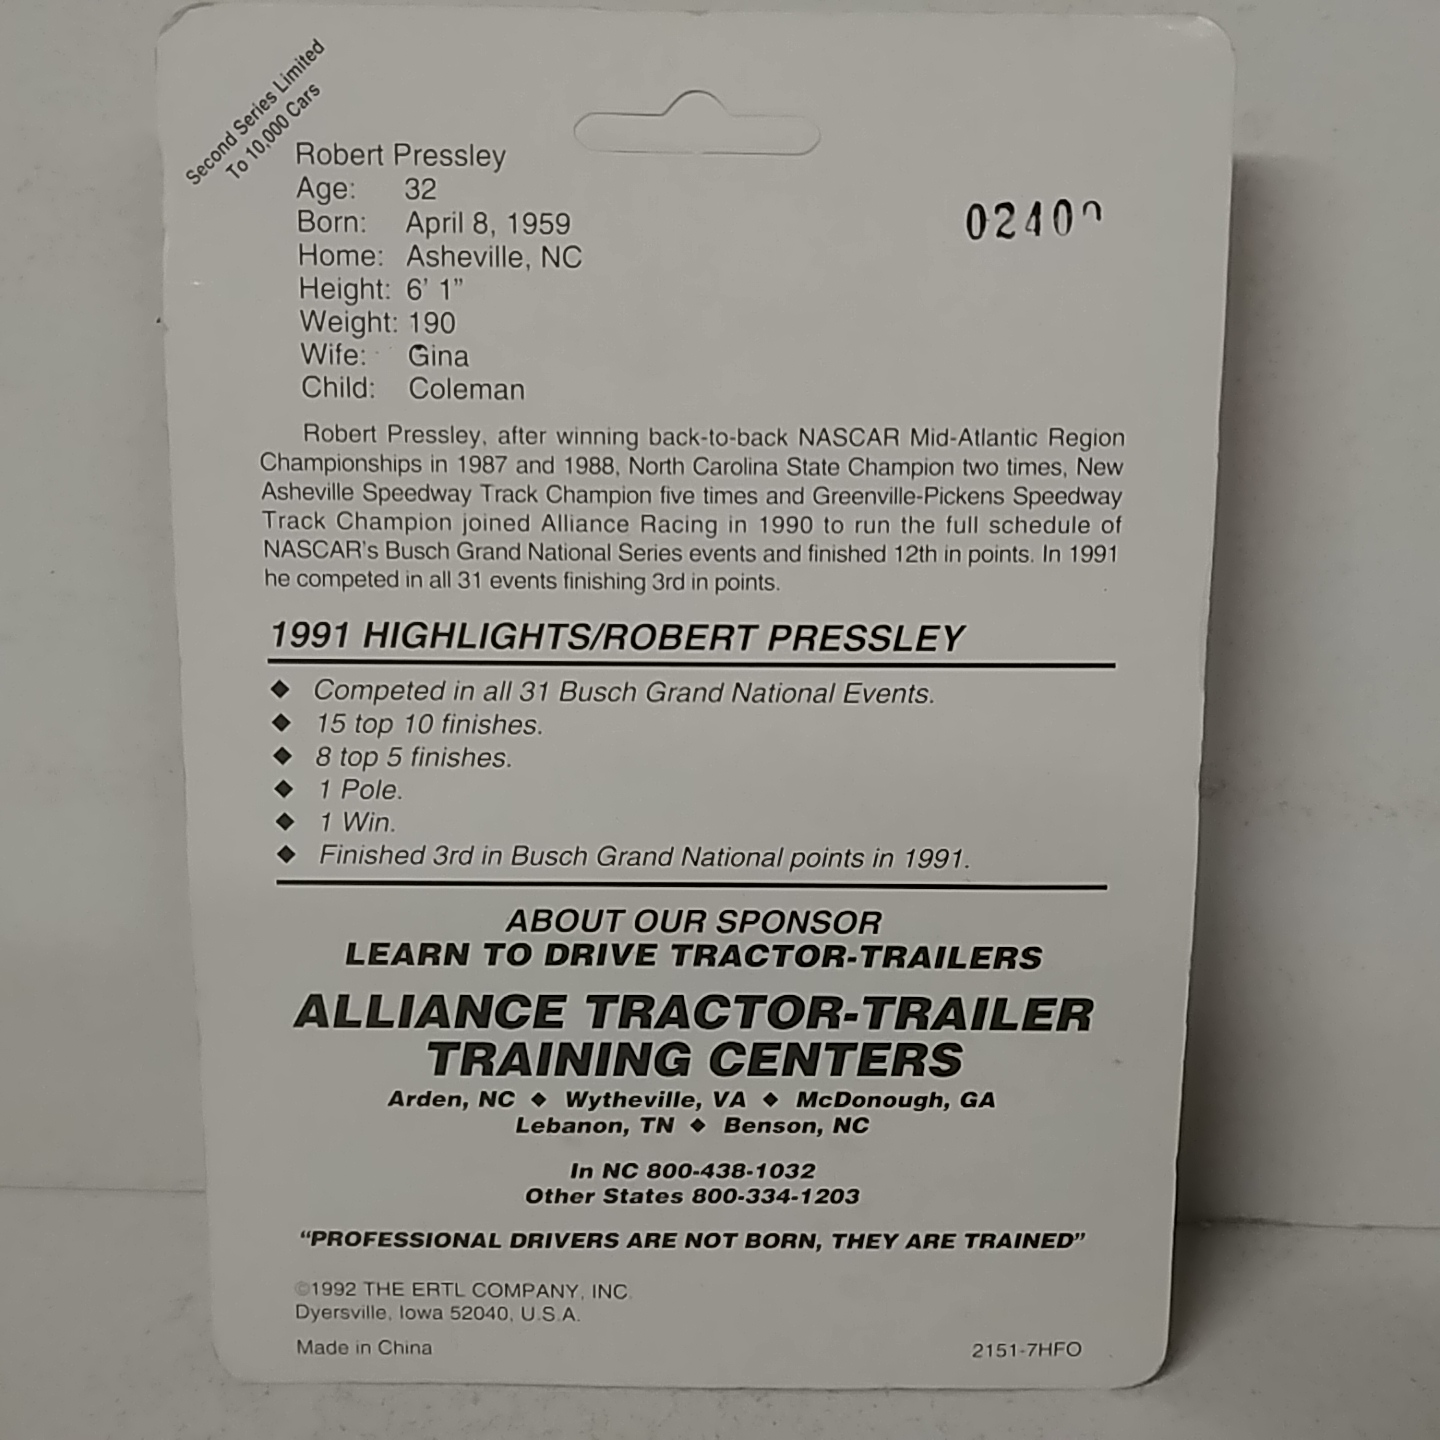 Second Series Limited
To 10,000 Cars
Robert Pressley
Age: 32
Born: April 8, 1959
Home: Asheville, NC
Height: 6' 1"
Weight: 190
Wife: Gina
Child: Coleman
Robert Pressley, after winning back-to-back NASCAR Mid-Atlantic Region
Championships in 1987 and 1988, North Carolina State Champion two times, New
Asheville Speedway Track Champion five times and Greenville-Pickens Speedway
Track Champion joined Alliance Racing in 1990 to run the full schedule of
NASCAR's Busch Grand National Series events and finished 12th in points. In 1991
he competed in all 31 events finishing 3rd in points.
1991 HIGHLIGHTS/ROBERT PRESSLEY
◆ Competed in all 31 Busch Grand National Events.
◆ 15 top 10 finishes.
◆ 8 top 5 finishes.
◆ 1 Pole.
◆ 1 Win.
◆ Finished 3rd in Busch Grand National points in 1991.
ABOUT OUR SPONSOR
LEARN TO DRIVE TRACTOR-TRAILERS
ALLIANCE TRACTOR-TRAILER
TRAINING CENTERS
Arden, NC ◆ Wytheville, VA ◆ McDonough, GA
Lebanon, TN ◆ Benson, NC
In NC 800-438-1032
Other States 800-334-1203
"PROFESSIONAL DRIVERS ARE NOT BORN, THEY ARE TRAINED"
©1992 THE ERTL COMPANY, INC.
Dyersville, Iowa 52040, U.S.A.
Made in China
2151-7HFO